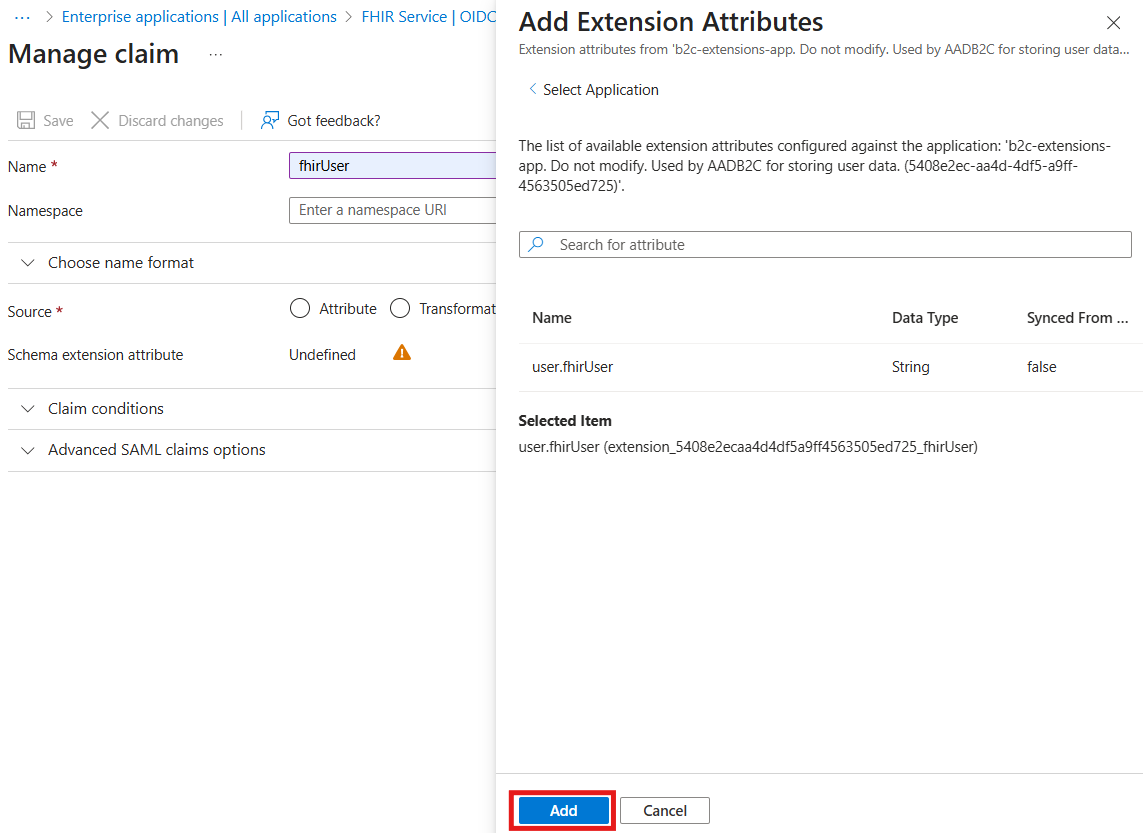 ··· > Enterprise applications | All applications > FHIR Service | OIDC
Manage claim ···
Save Discard changes Got feedback?
Name *
fhirUser
Namespace
Enter a namespace URI
Choose name format
Source *
Attribute Transformat
Schema extension attribute
Undefined
Claim conditions
Advanced SAML claims options
Add Extension Attributes
Extension attributes from 'b2c-extensions-app. Do not modify. Used by AADB2C for storing user data...
< Select Application
The list of available extension attributes configured against the application: 'b2c-extensions-
app. Do not modify. Used by AADB2C for storing user data. (5408e2ec-aa4d-4df5-a9ff-
4563505ed725)'.
Search for attribute
Name Data Type Synced From ...
user.fhirUser String false
Selected Item
user.fhirUser (extension_5408e2ecaa4d4df5a9ff4563505ed725_fhirUser)
Add Cancel